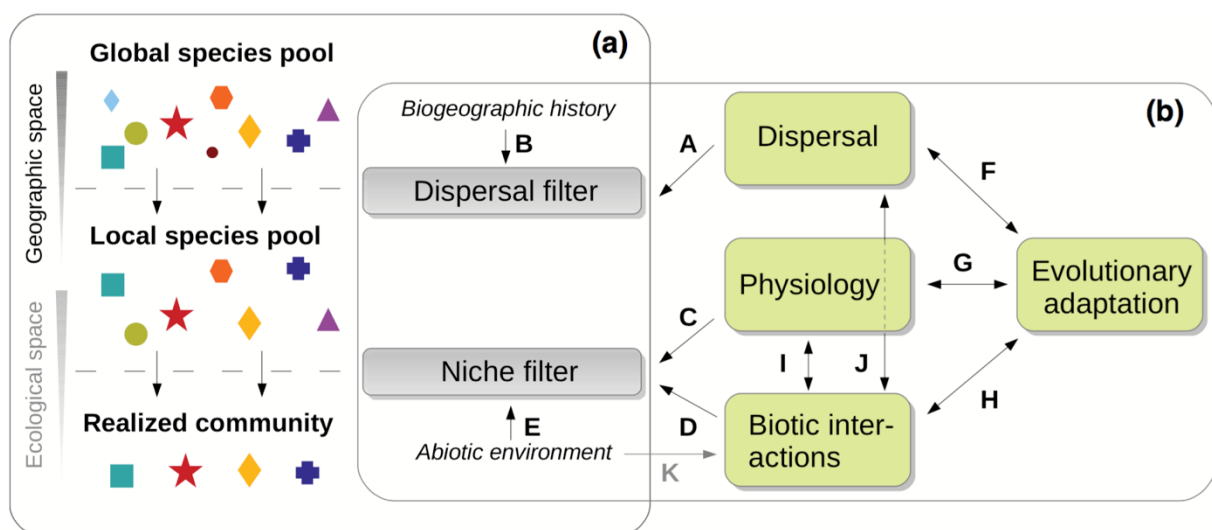 (a)
Global species pool
Geographic space
Local species pool
Ecological space
Realized community
(b)
Biogeographic history
B
Dispersal filter
A
Dispersal
F
Physiology
G
Evolutionary
adaptation
C
Niche filter
I
J
H
D
Biotic inter-
actions
E
Abiotic environment
K